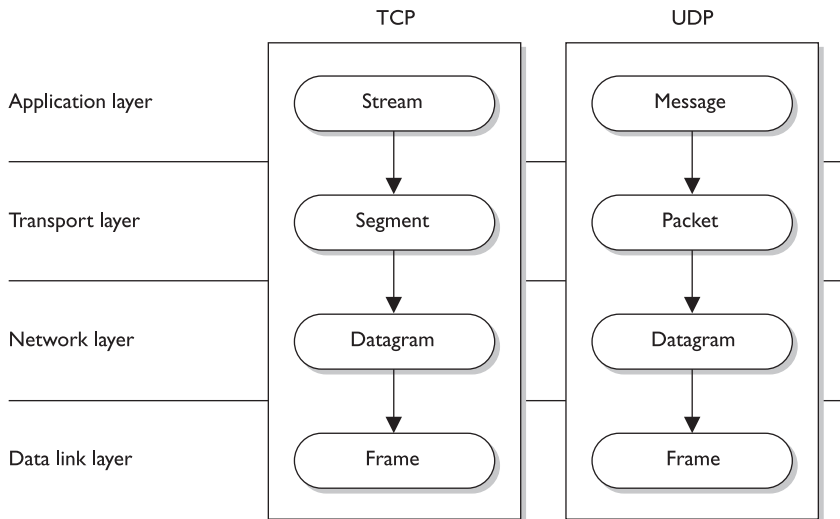 TCP UDP
Application layer Stream Message
Transport layer Segment Packet
Network layer Datagram Datagram
Data link layer Frame Frame